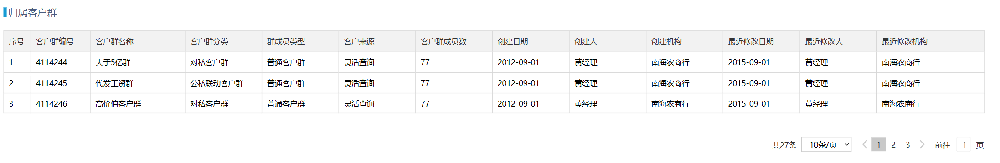 归属客户群
序号 客户群编号 客户群名称 客户群分类 群成员类型 客户来源 客户群成员数 创建日期 创建人 创建机构 最近修改日期 最近修改人 最近修改机构
1 4114244 大于5亿群 对私客户群 普通客户群 灵活查询 77 2012-09-01 黄经理 南海农商行 2015-09-01 黄经理 南海农商行
2 4114245 代发工资群 公私联动客户群 普通客户群 灵活查询 77 2012-09-01 黄经理 南海农商行 2015-09-01 黄经理 南海农商行
3 4114246 高价值客户群 对私客户群 普通客户群 灵活查询 77 2012-09-01 黄经理 南海农商行 2015-09-01 黄经理 南海农商行
共27条 10条/页 1 2 3 前往 1 页